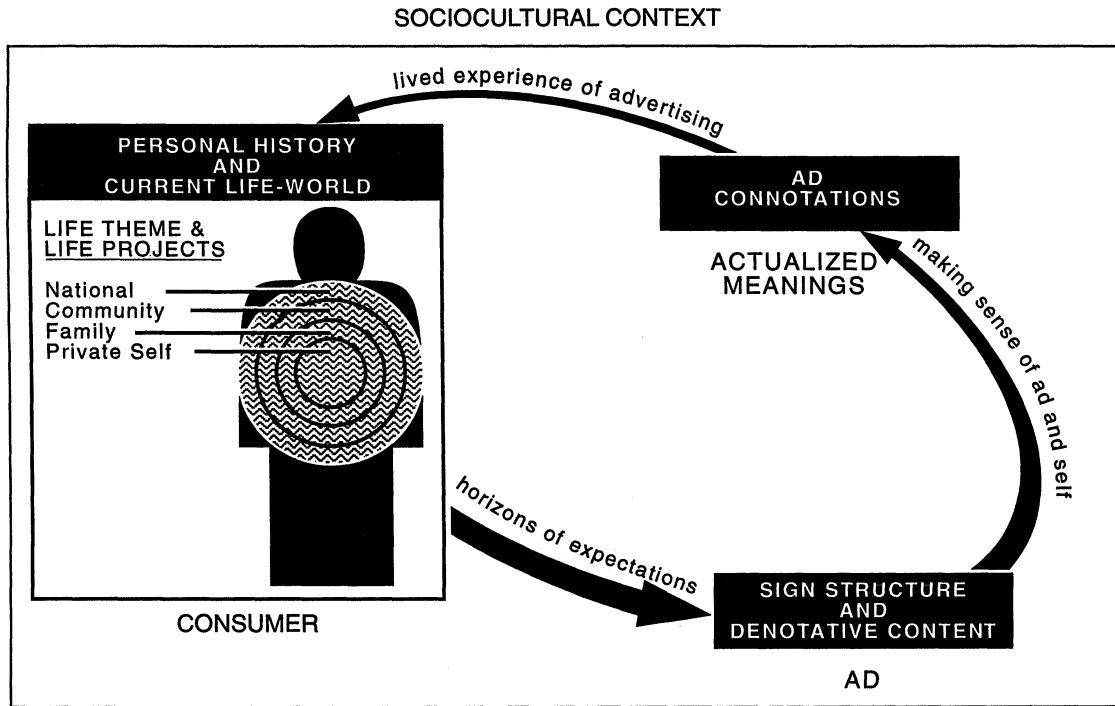 SOCIOCULTURAL CONTEXT
lived experience of advertising
PERSONAL HISTORY
AND
CURRENT LIFE-WORLD
AD
CONNOTATIONS
ACTUALIZED
MEANINGS
LIFE THEME &
LIFE PROJECTS
National
Community
Family
Private Self
making sense of ad and self
horizons of expectations
SIGN STRUCTURE
AND
DENOTATIVE CONTENT
CONSUMER
AD